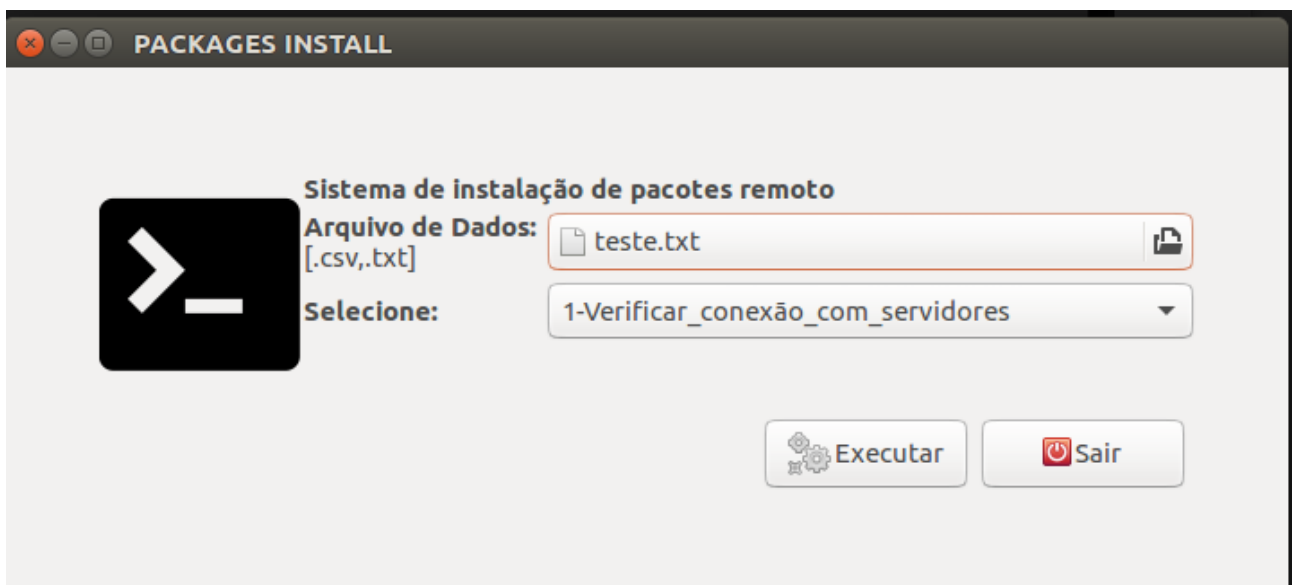 PACKAGES INSTALL
Sistema de instalação de pacotes remoto
Arquivo de Dados:
[.csv,.txt]
teste.txt
Selecione:
1-Verificar_conexão_com_servidores
Executar
Sair